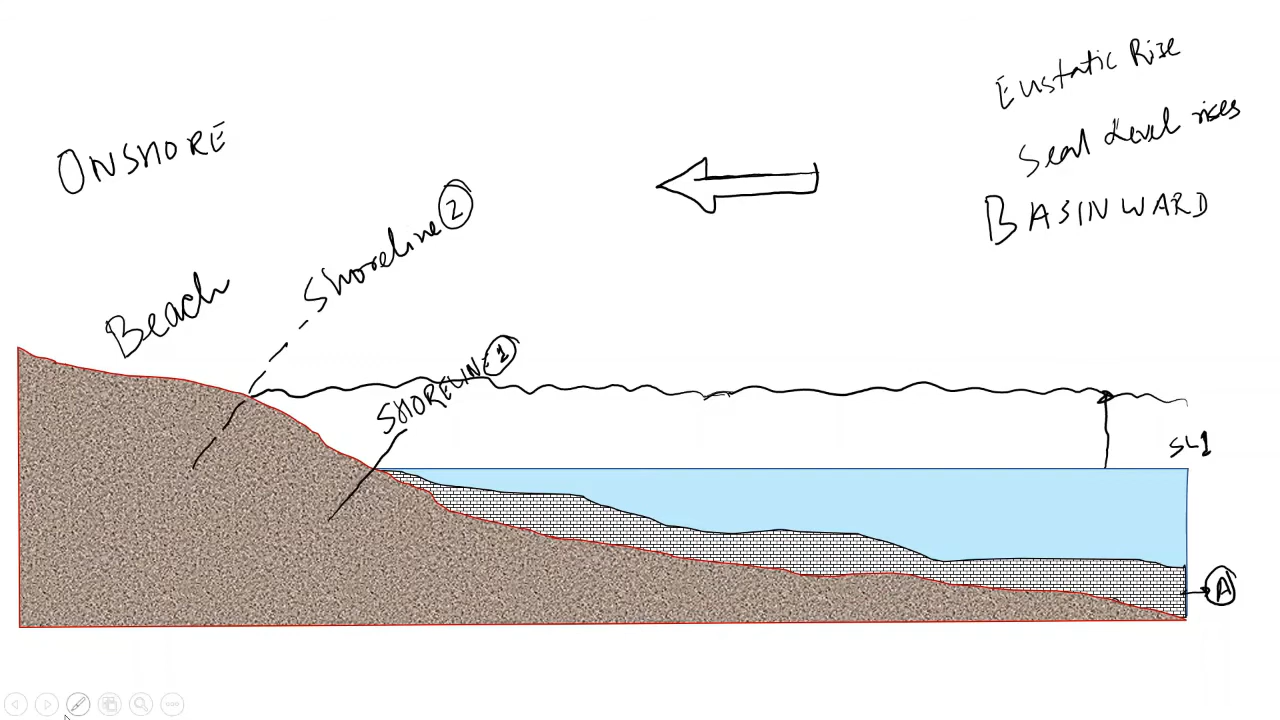 Eustatic Rise
Seal Level rises
BASINWARD
ONSHORE
Shoreline 2
Beach
SHORELINE 1
SL1
A